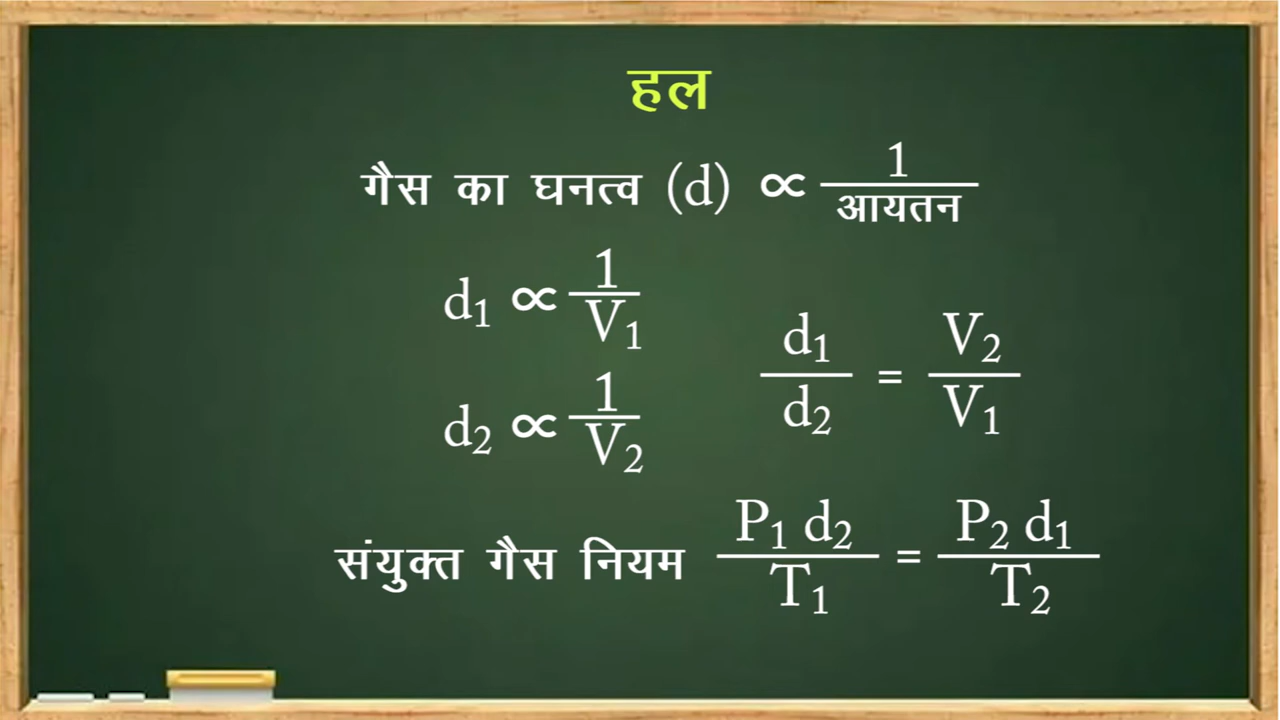 हल
गैस का घनत्व (d) ∝ 1/आयतन
d₁ ∝ 1/V₁
d₂ ∝ 1/V₂
d₁/d₂ = V₂/V₁
संयुक्त गैस नियम P₁ d₂/T₁ = P₂ d₁/T₂